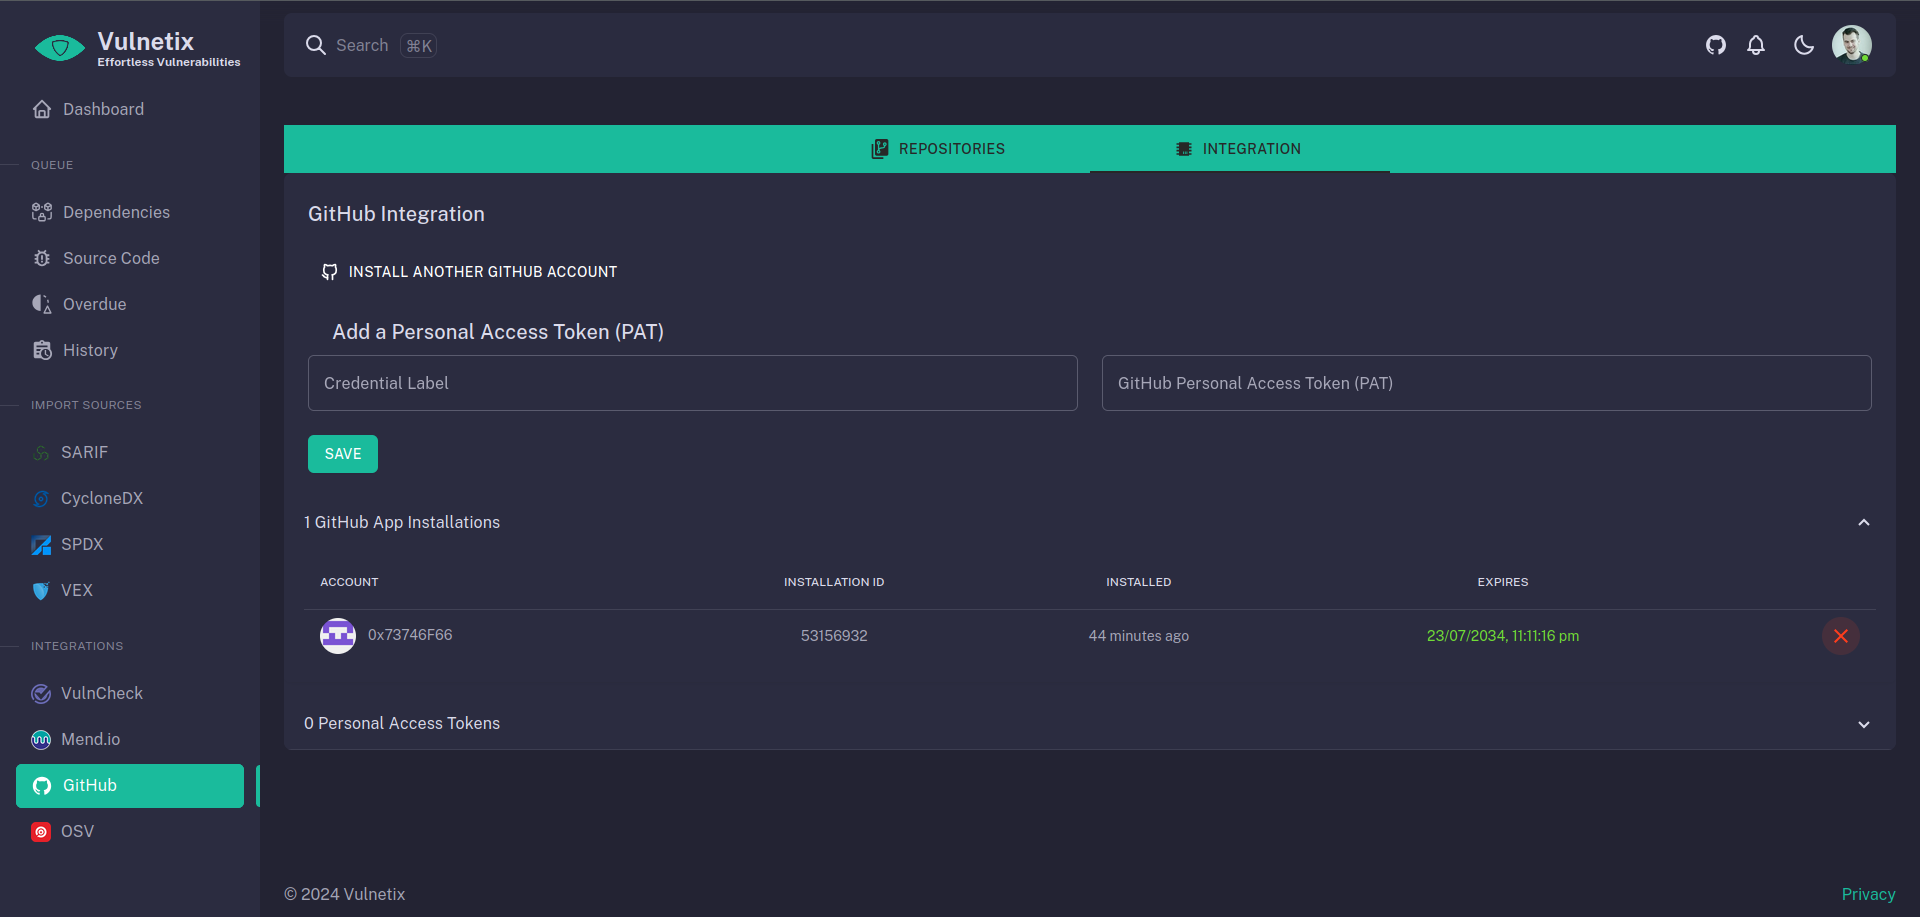 Vulnetix
Effortless Vulnerabilities
Search ⌘K
Dashboard
QUEUE
Dependencies
Source Code
Overdue
History
IMPORT SOURCES
SARIF
CycloneDX
SPDX
VEX
INTEGRATIONS
VulnCheck
Mend.io
GitHub
OSV
REPOSITORIES INTEGRATION
GitHub Integration
INSTALL ANOTHER GITHUB ACCOUNT
Add a Personal Access Token (PAT)
Credential Label GitHub Personal Access Token (PAT)
SAVE
1 GitHub App Installations
ACCOUNT INSTALLATION ID INSTALLED EXPIRES
0x73746F66 53156932 44 minutes ago 23/07/2034, 11:11:16 pm
0 Personal Access Tokens
© 2024 Vulnetix Privacy